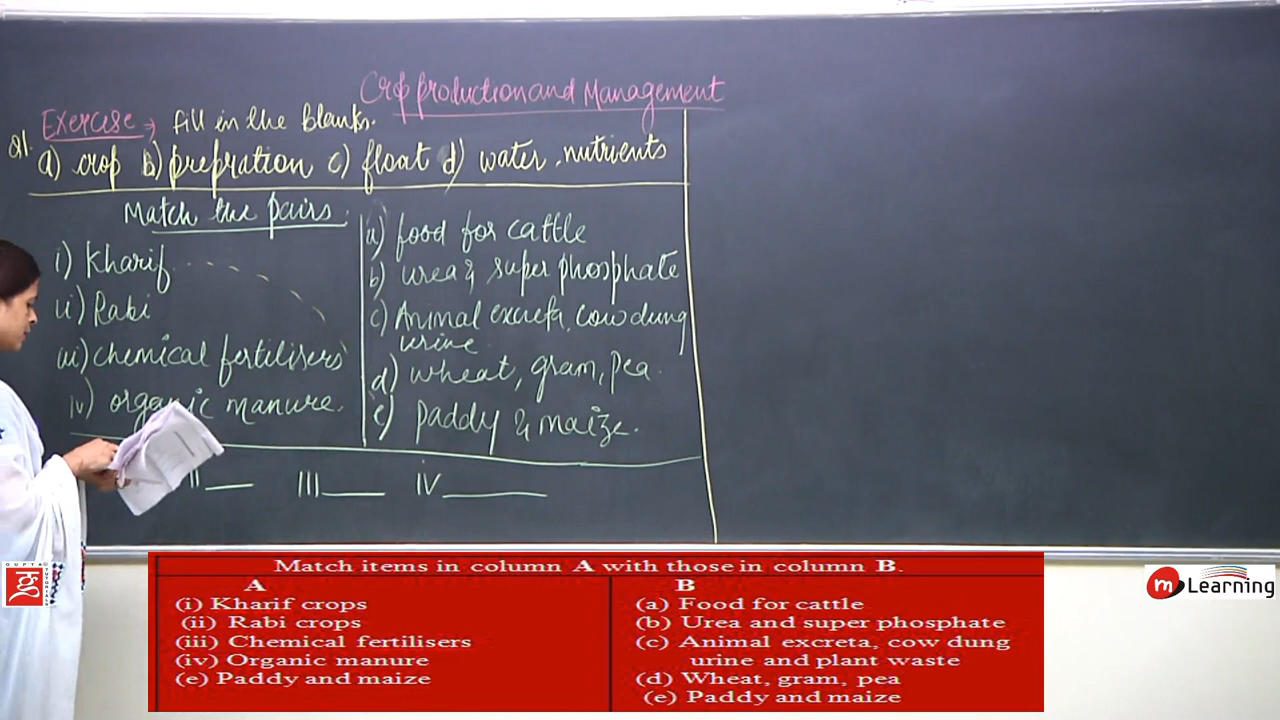 Crop production and Management
Exercise → fill in the blanks.
Q1.
a) crop b) prepration c) float d) water, nutrients
Match the pairs.
i) Kharif
ii) Rabi
iii) chemical fertilisers
iv) organic manure.
a) food for cattle
b) urea & super phosphate
c) Animal excreta, cow dung
urine
d) wheat, gram, pea.
e) paddy & maize.
ii ___ III ___ iv ___
Match items in column A with those in column B.
A
(i) Kharif crops
(ii) Rabi crops
(iii) Chemical fertilisers
(iv) Organic manure
(e) Paddy and maize
B
(a) Food for cattle
(b) Urea and super phosphate
(c) Animal excreta, cow dung
urine and plant waste
(d) Wheat, gram, pea
(e) Paddy and maize
GUPTA TUTORIALS
m Learning